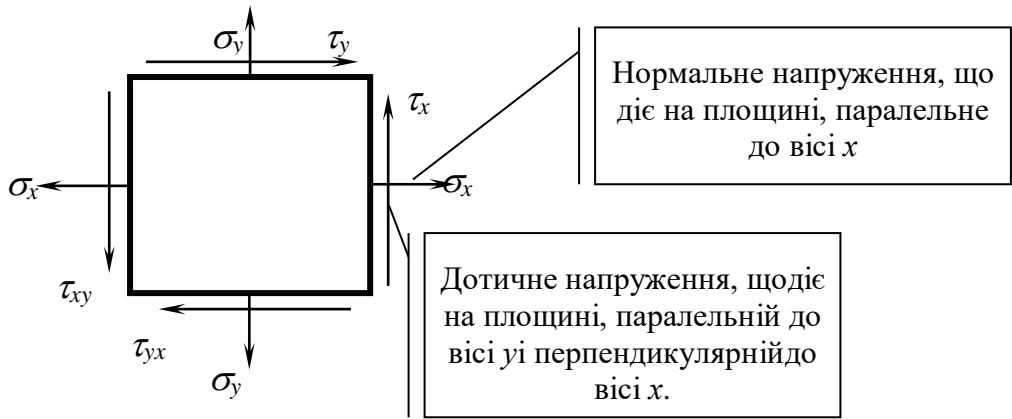 σy
τy
Нормальне напруження, що
діє на площині, паралельне
до вісі x
τx
σx
σx
Дотичне напруження, щодіє
на площині, паралельній до
вісі yі перпендикулярнійдо
вісі x.
τxy
τyx
σy